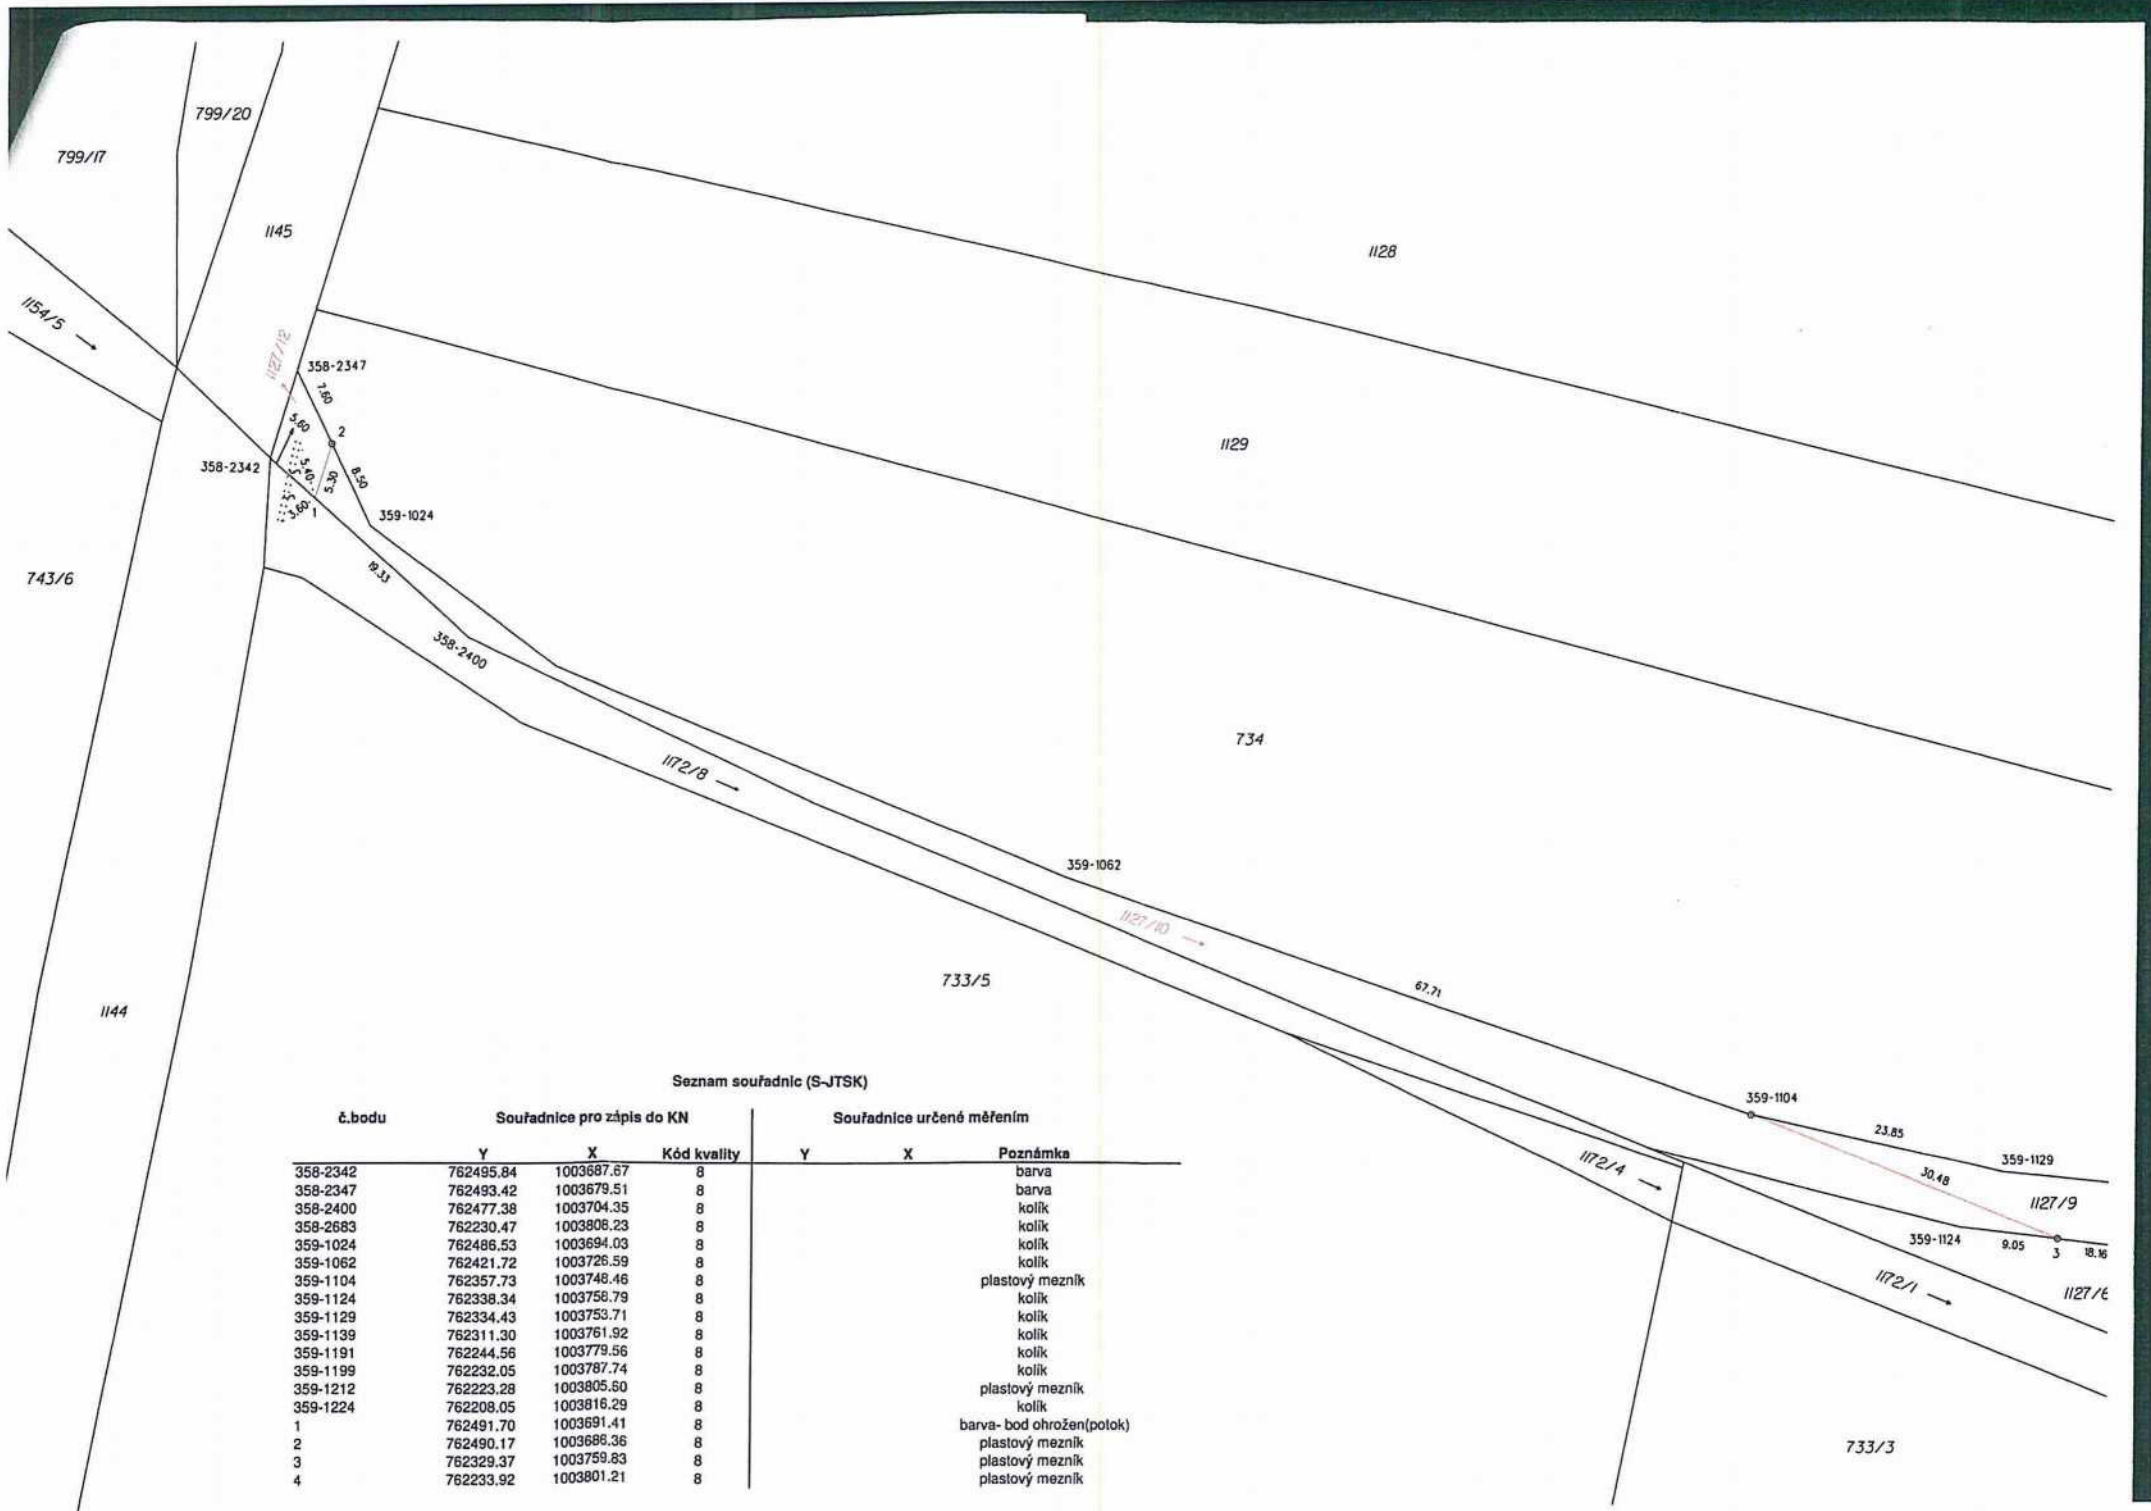 799/20
799/17
1145
1128
1154/5
1127/12
358-2347
7.60
5.60
2
1129
358-2342
5.40
5.30
8.50
3.60
1
359-1024
743/6
19.33
358-2400
734
1172/8
359-1062
1127/10
733/5
67.71
1144
359-1104
23.85
359-1129
1172/4
30.48
1127/9
359-1124
9.05
3
18.16
1172/1
1127/6
733/3
Seznam souřadnic (S-JTSK)
č.bodu Souřadnice pro zápis do KN Souřadnice určené měřením
Y X Kód kvality Y X Poznámka
358-2342 762495.84 1003687.67 8 barva
358-2347 762493.42 1003679.51 8 barva
358-2400 762477.38 1003704.35 8 kolík
358-2683 762230.47 1003808.23 8 kolík
359-1024 762486.53 1003694.03 8 kolík
359-1062 762421.72 1003726.59 8 kolík
359-1104 762357.73 1003748.46 8 plastový mezník
359-1124 762338.34 1003758.79 8 kolík
359-1129 762334.43 1003753.71 8 kolík
359-1139 762311.30 1003761.92 8 kolík
359-1191 762244.56 1003779.56 8 kolík
359-1199 762232.05 1003787.74 8 kolík
359-1212 762223.28 1003805.60 8 plastový mezník
359-1224 762208.05 1003816.29 8 kolík
1 762491.70 1003691.41 8 barva- bod ohrožen(potok)
2 762490.17 1003686.36 8 plastový mezník
3 762329.37 1003759.83 8 plastový mezník
4 762233.92 1003801.21 8 plastový mezník